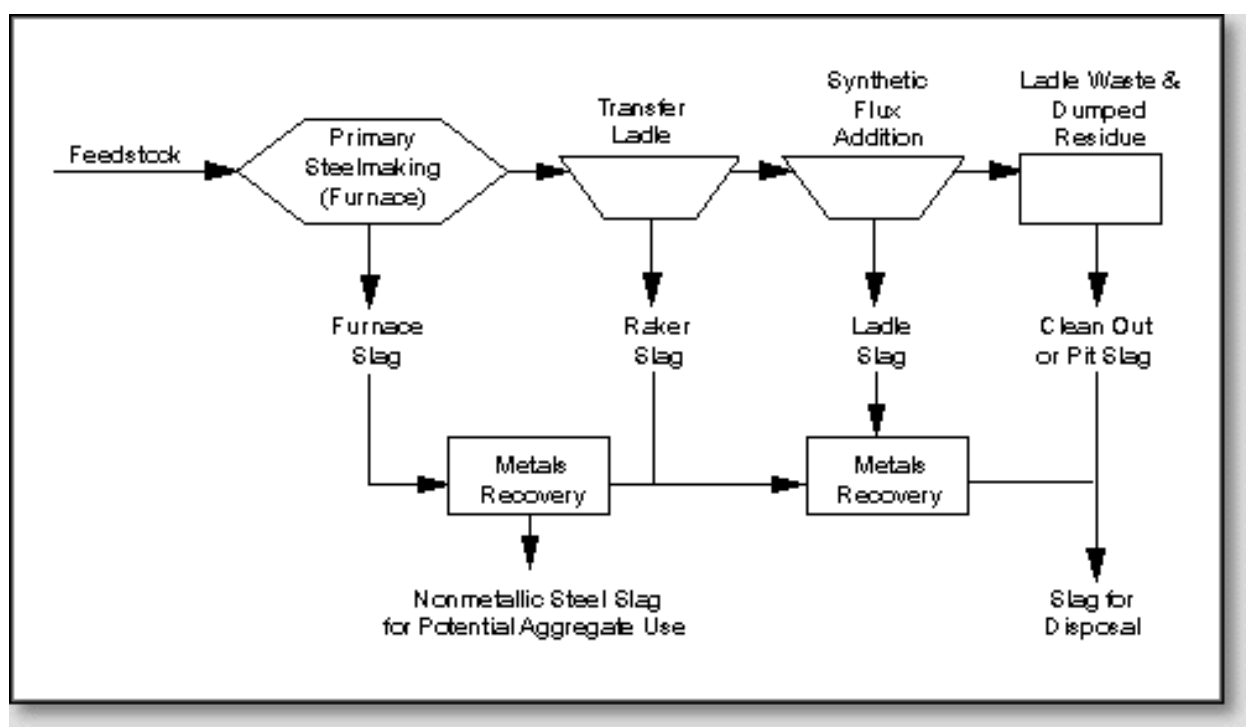 Feedstock
Primary
Steelmaking
(Furnace)
Transfer
Ladle
Synthetic
Flux
Addition
Ladle Waste &
Dumped
Residue
Furnace
Slag
Raker
Slag
Ladle
Slag
Clean Out
or Pit Slag
Metals
Recovery
Metals
Recovery
Nonmetallic Steel Slag
for Potential Aggregate Use
Slag for
Disposal